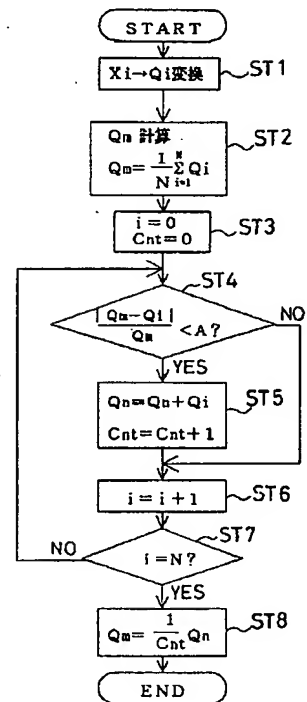 START
Xi→Qi変換
ST1
Qm 計算
Qm=1/N Σ^N_{i=1} Qi
ST2
i=0
Cnt=0
ST3
ST4
|Qm-Qi|/Qm <A?
NO
YES
Qn=Qn+Qi
Cnt=Cnt+1
ST5
i=i+1
ST6
ST7
NO
i=N?
YES
Qm=1/Cnt Qn
ST8
END